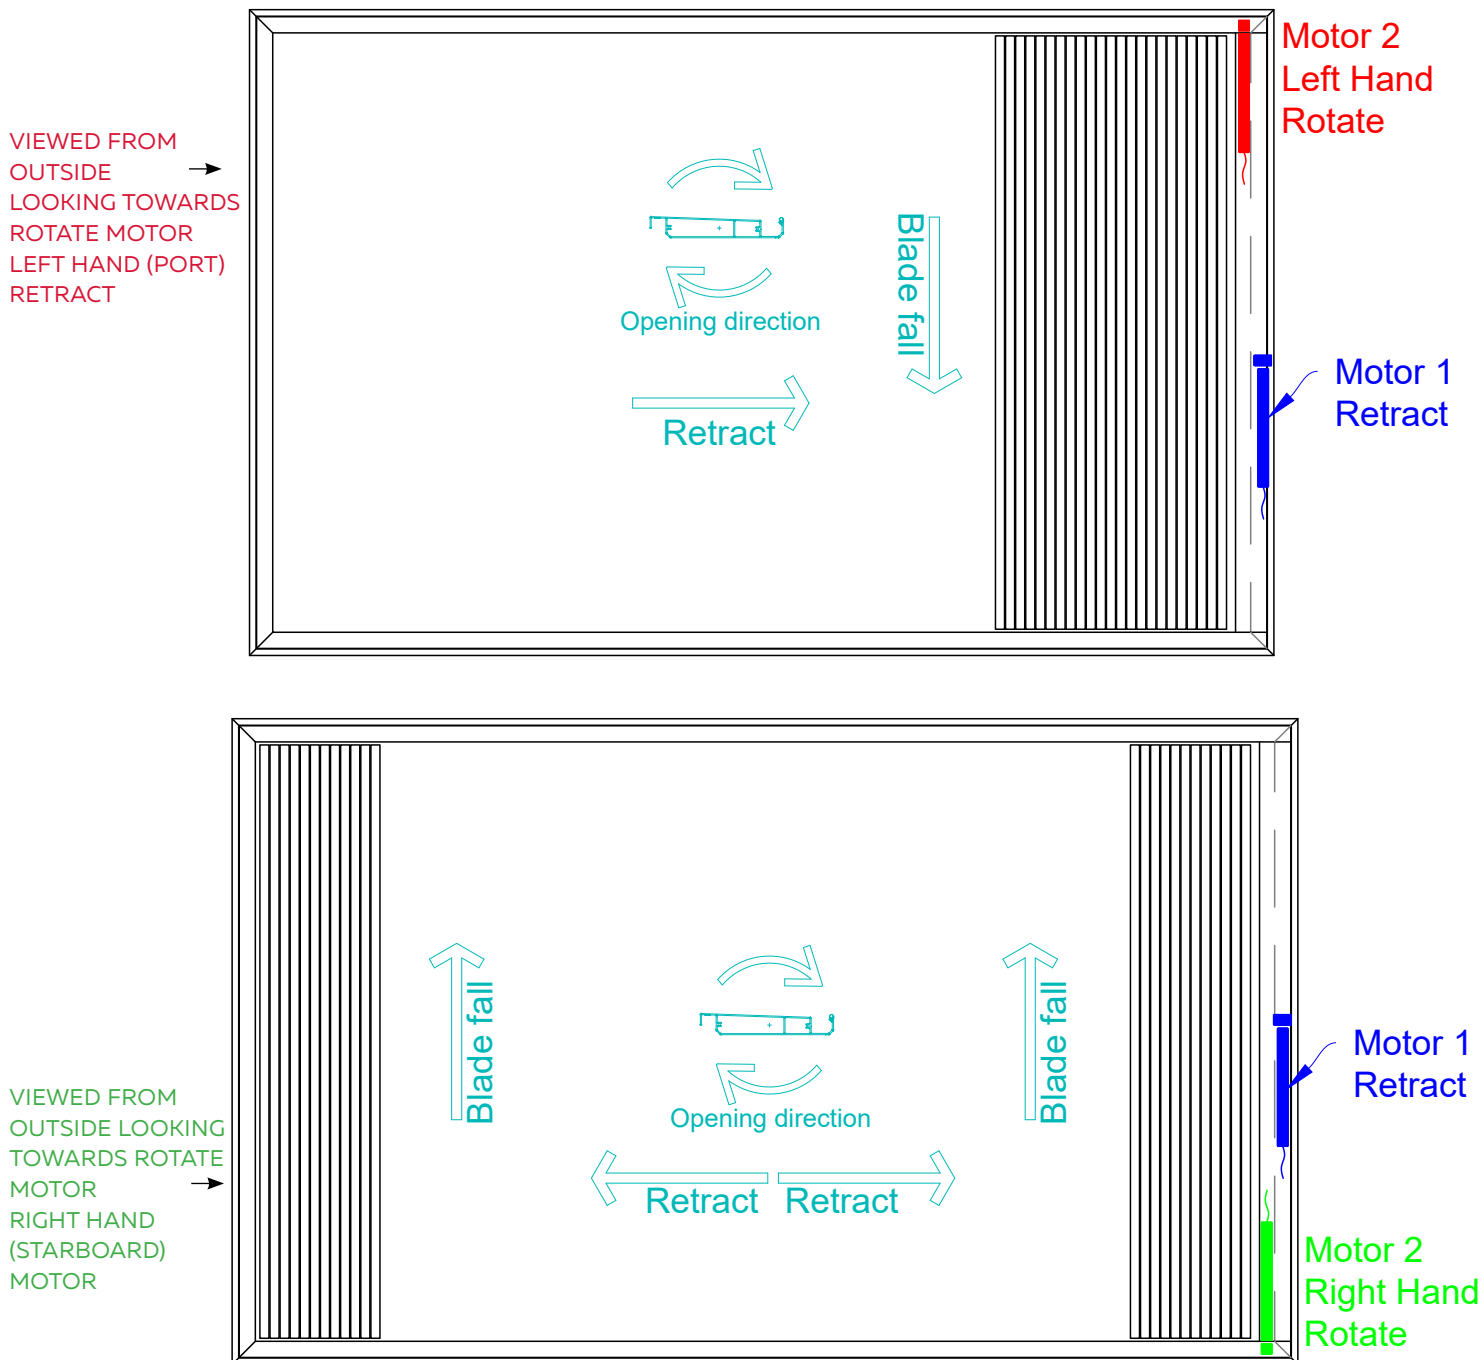 Motor 2
Left Hand
Rotate
VIEWED FROM
OUTSIDE
LOOKING TOWARDS
ROTATE MOTOR
LEFT HAND (PORT)
RETRACT
Blade fall
Opening direction
Retract
Motor 1
Retract
Blade fall
Blade fall
Opening direction
Retract
Retract
Motor 1
Retract
VIEWED FROM
OUTSIDE LOOKING
TOWARDS ROTATE
MOTOR
RIGHT HAND
(STARBOARD)
MOTOR
Motor 2
Right Hand
Rotate